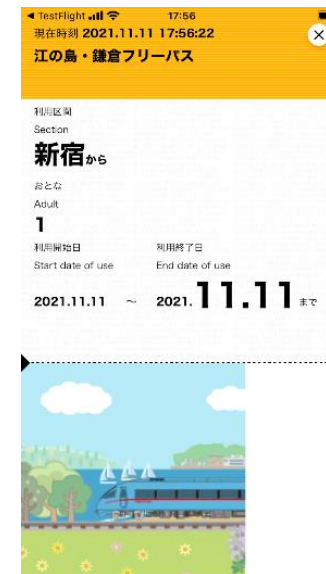 TestFlight 17:56
現在時刻 2021.11.11 17:56:22
江の島・鎌倉フリーパス
利用区間
Section
新宿から
おとな
Adult
1
利用開始日 利用終了日
Start date of use End date of use
2021.11.11 ~ 2021.11.11 まで